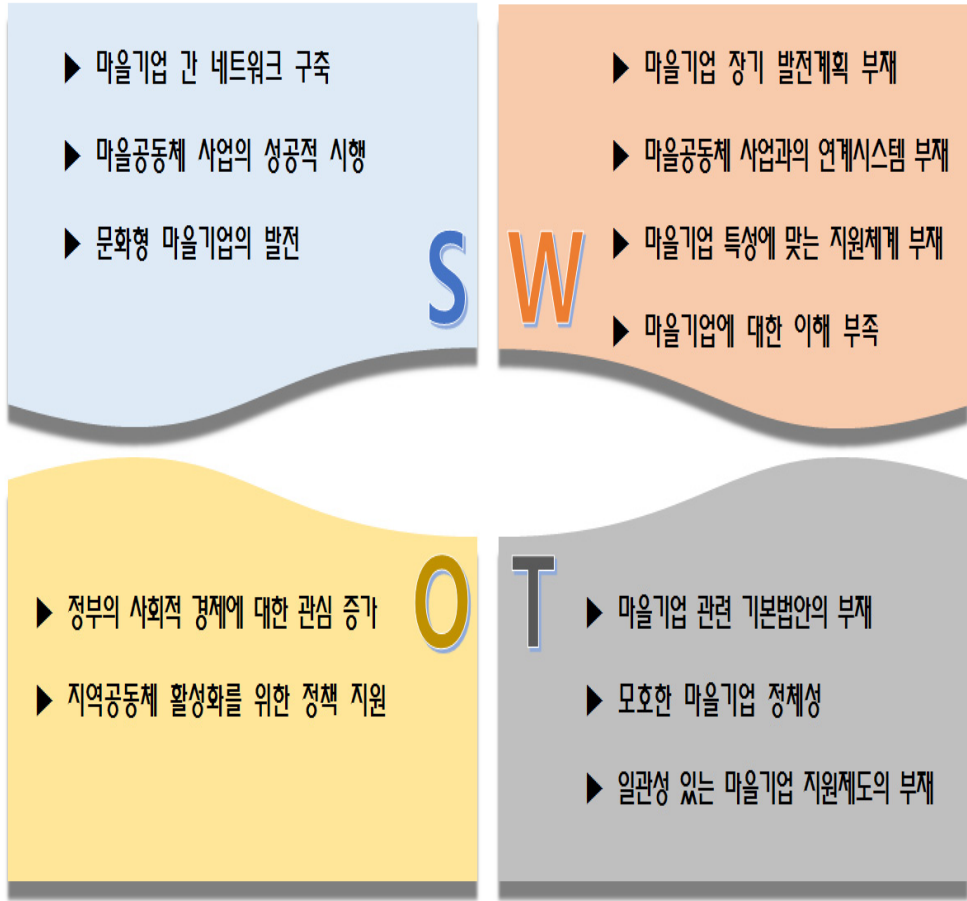 ▶ 마을기업 간 네트워크 구축
▶ 마을공동체 사업의 성공적 시행
▶ 문화형 마을기업의 발전
S
▶ 마을기업 장기 발전계획 부재
▶ 마을공동체 사업과의 연계시스템 부재
▶ 마을기업 특성에 맞는 지원체계 부재
▶ 마을기업에 대한 이해 부족
W
▶ 정부의 사회적 경제에 대한 관심 증가
▶ 지역공동체 활성화를 위한 정책 지원
O
▶ 마을기업 관련 기본법안의 부재
▶ 모호한 마을기업 정체성
▶ 일관성 있는 마을기업 지원제도의 부재
T